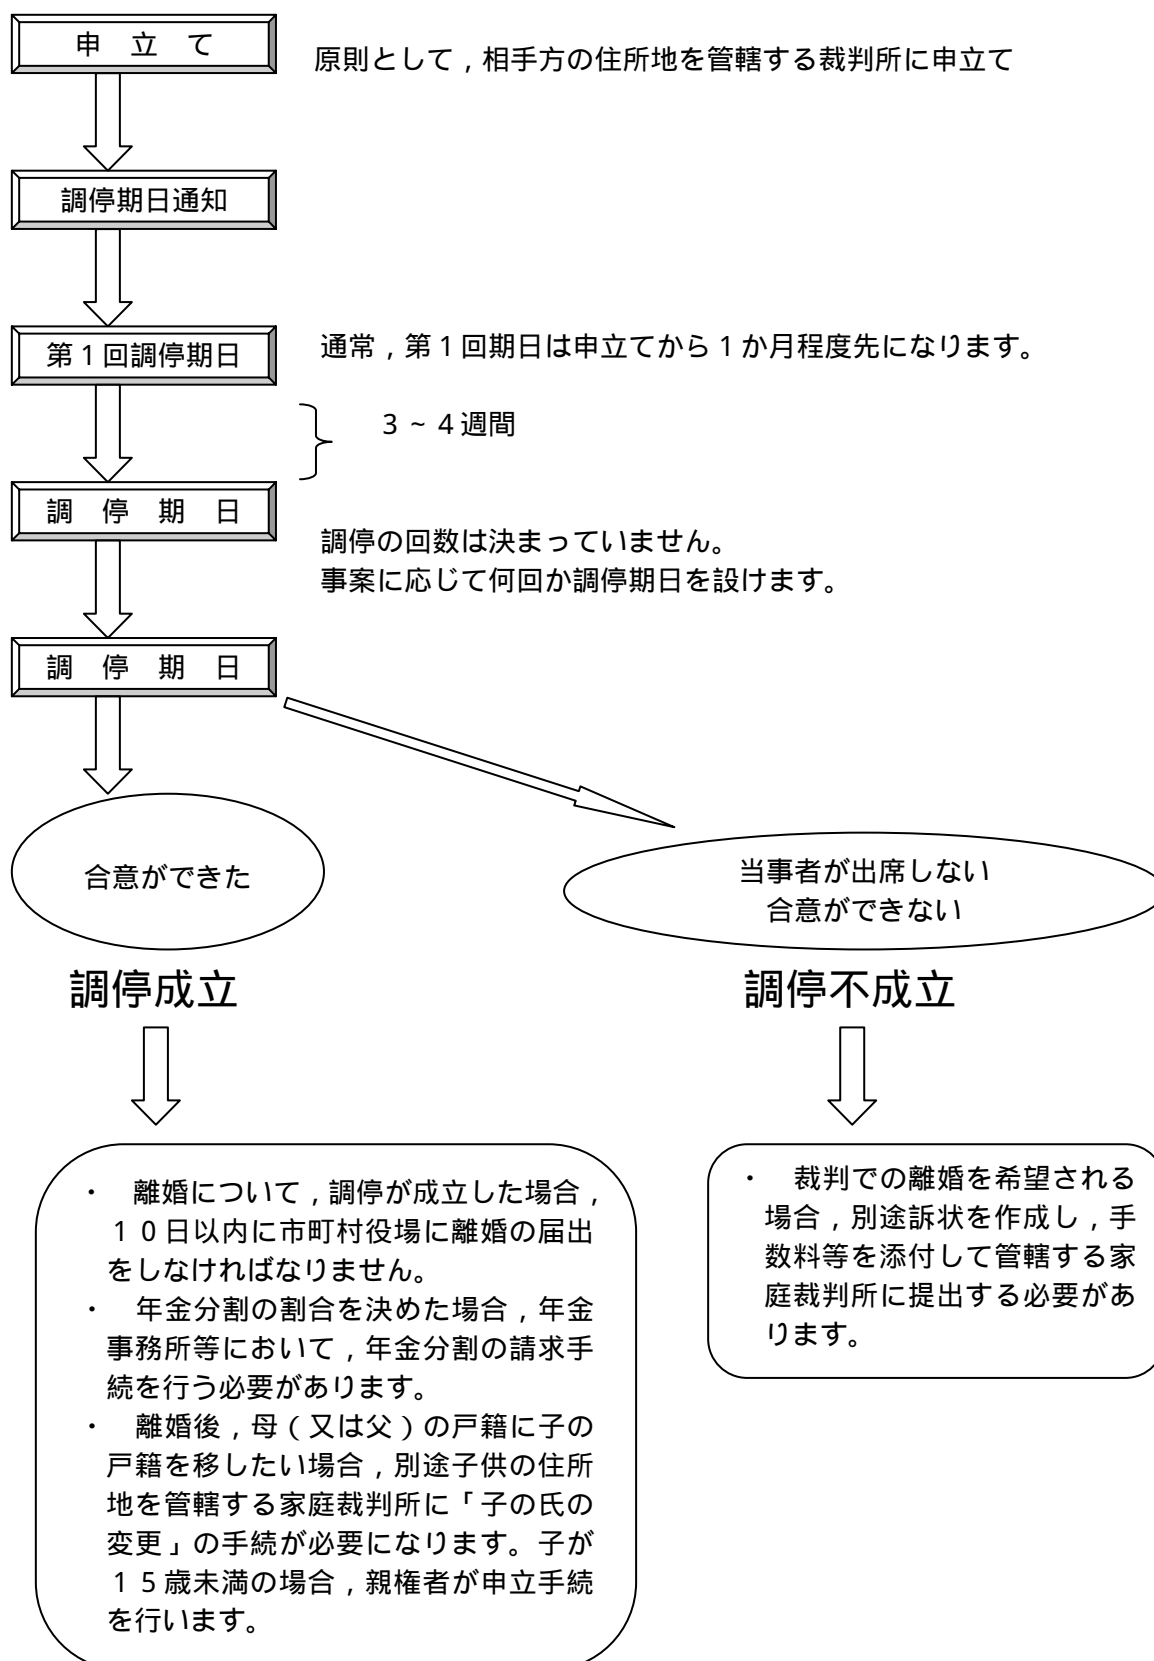 申　立　て
原則として，相手方の住所地を管轄する裁判所に申立て
調停期日通知
第１回調停期日
通常，第１回期日は申立てから１か月程度先になります。
３～４週間
調　停　期　日
調停の回数は決まっていません。
事案に応じて何回か調停期日を設けます。
調　停　期　日
合意ができた
当事者が出席しない
合意ができない
調停成立
調停不成立
・　離婚について，調停が成立した場合，
１０日以内に市町村役場に離婚の届出
をしなければなりません。
・　年金分割の割合を決めた場合，年金
事務所等において，年金分割の請求手
続を行う必要があります。
・　離婚後，母（又は父）の戸籍に子の
戸籍を移したい場合，別途子供の住所
地を管轄する家庭裁判所に「子の氏の
変更」の手続が必要になります。子が
１５歳未満の場合，親権者が申立手続
を行います。
・　裁判での離婚を希望される
場合，別途訴状を作成し，手
数料等を添付して管轄する家
庭裁判所に提出する必要があ
ります。